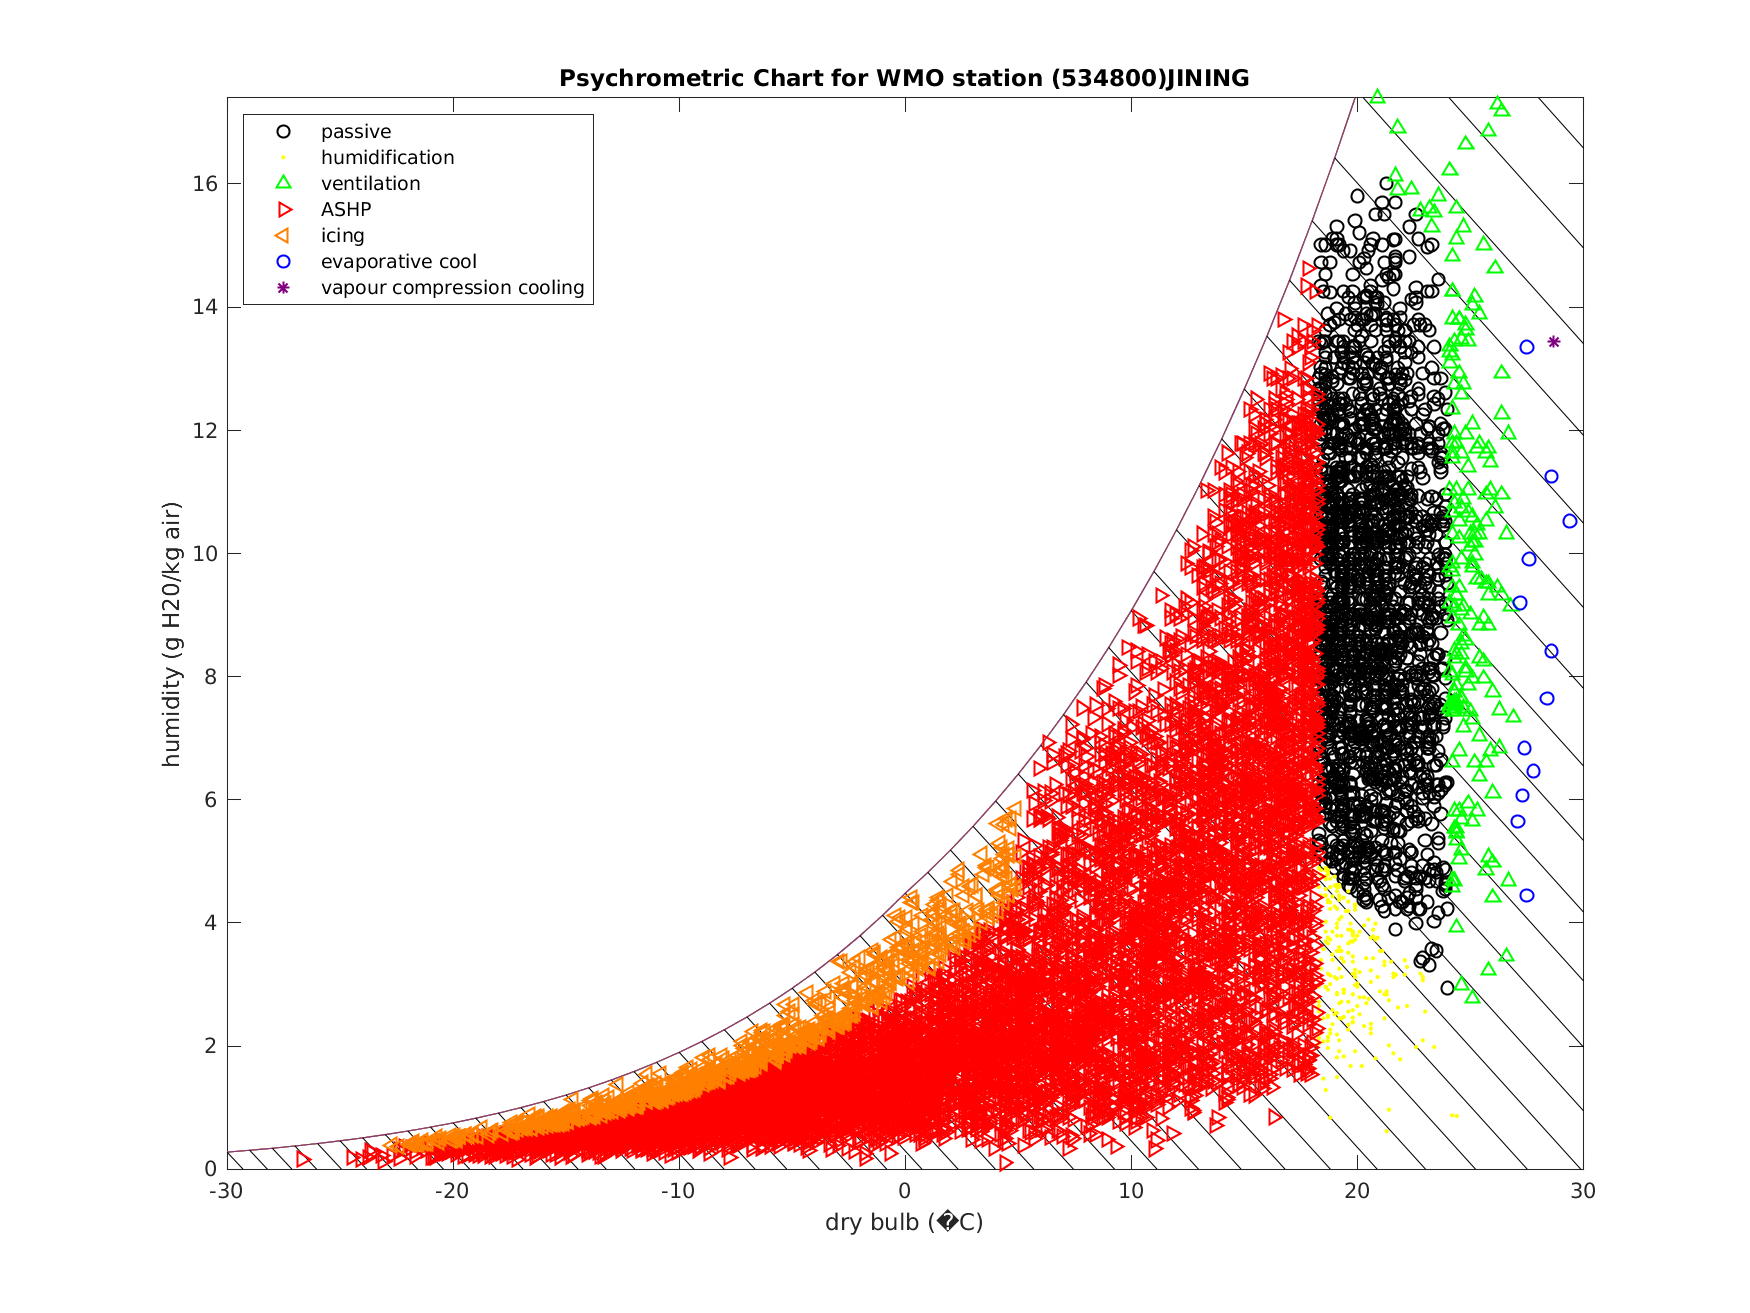 Psychrometric Chart for WMO station (534800)JINING
passive
humidification
ventilation
ASHP
icing
evaporative cool
vapour compression cooling
humidity (g H20/kg air)
16
14
12
10
8
6
4
2
0
-30 -20 -10 0 10 20 30
dry bulb (�C)